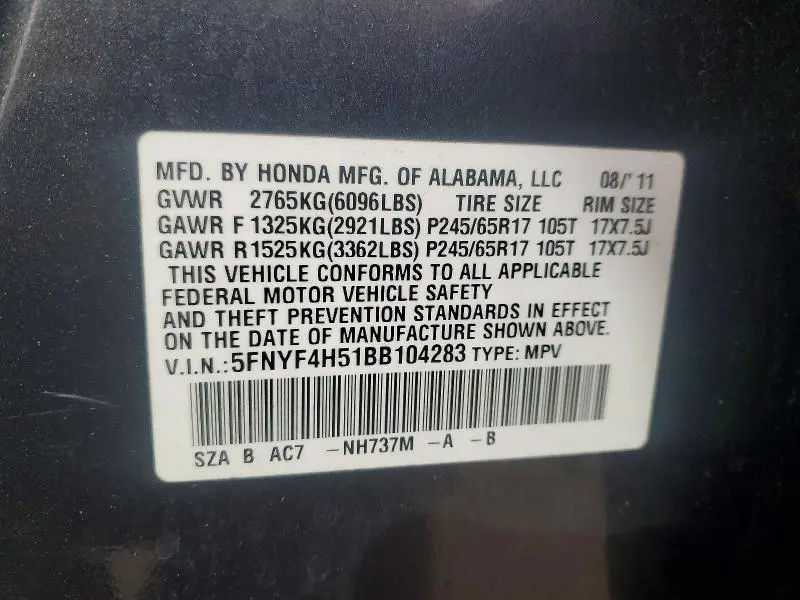 MFD. BY HONDA MFG. OF ALABAMA, LLC 08/'11
GVWR 2765KG(6096LBS) TIRE SIZE RIM SIZE
GAWR F 1325KG(2921LBS) P245/65R17 105T 17X7.5J
GAWR R 1525KG(3362LBS) P245/65R17 105T 17X7.5J
THIS VEHICLE CONFORMS TO ALL APPLICABLE
FEDERAL MOTOR VEHICLE SAFETY
AND THEFT PREVENTION STANDARDS IN EFFECT
ON THE DATE OF MANUFACTURE SHOWN ABOVE.
V.I.N.:5FNYF4H51BB104283 TYPE: MPV
SZA B AC7 -NH737M -A -B